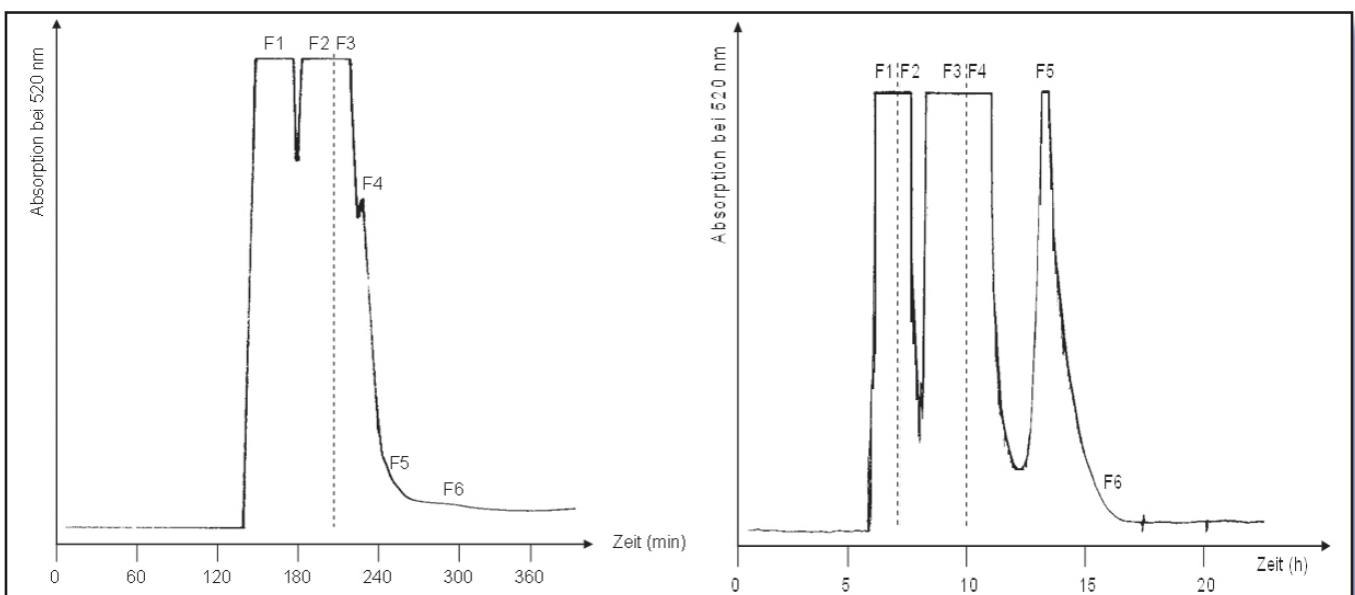 Absorption bei 520 nm
F1 F2 F3
F4
F5
F6
Zeit (min)
0 60 120 180 240 300 360
Absorption bei 520 nm
F1 F2 F3 F4 F5
F6
Zeit (h)
0 5 10 15 20